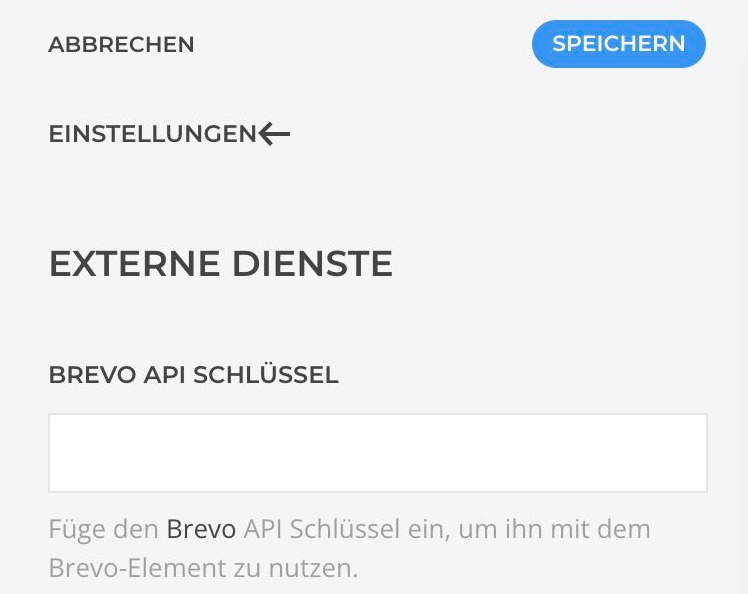 ABBRECHEN
SPEICHERN
EINSTELLUNGEN←
EXTERNE DIENSTE
BREVO API SCHLÜSSEL
Füge den Brevo API Schlüssel ein, um ihn mit dem
Brevo-Element zu nutzen.